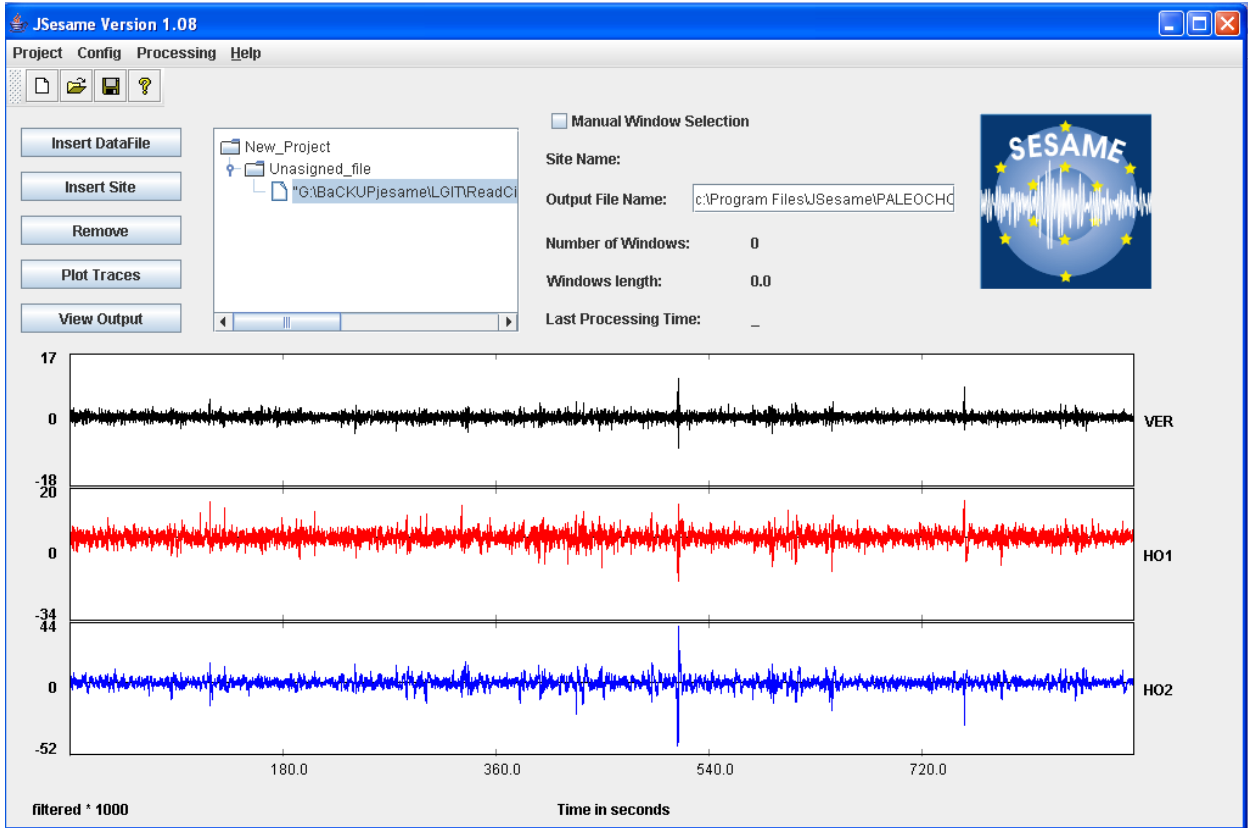 JSesame Version 1.08
Project Config Processing Help
Insert DataFile
Insert Site
Remove
Plot Traces
View Output
New_Project
Unasigned_file
"G:\BaCKUPjesame\LGIT\ReadCi
Manual Window Selection
Site Name:
Output File Name: c:\Program Files\JSesame\PALEOCHO
Number of Windows: 0
Windows length: 0.0
Last Processing Time: _
SESAME
17
0
-18
VER
20
0
-34
HO1
44
0
-52
HO2
180.0 360.0 540.0 720.0
filtered * 1000 Time in seconds